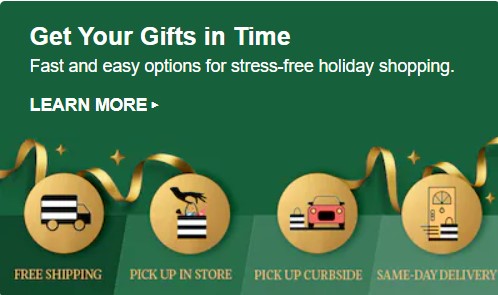 Get Your Gifts in Time
Fast and easy options for stress-free holiday shopping.
LEARN MORE ▸
FREE SHIPPING
PICK UP IN STORE
PICK UP CURBSIDE
SAME-DAY DELIVERY